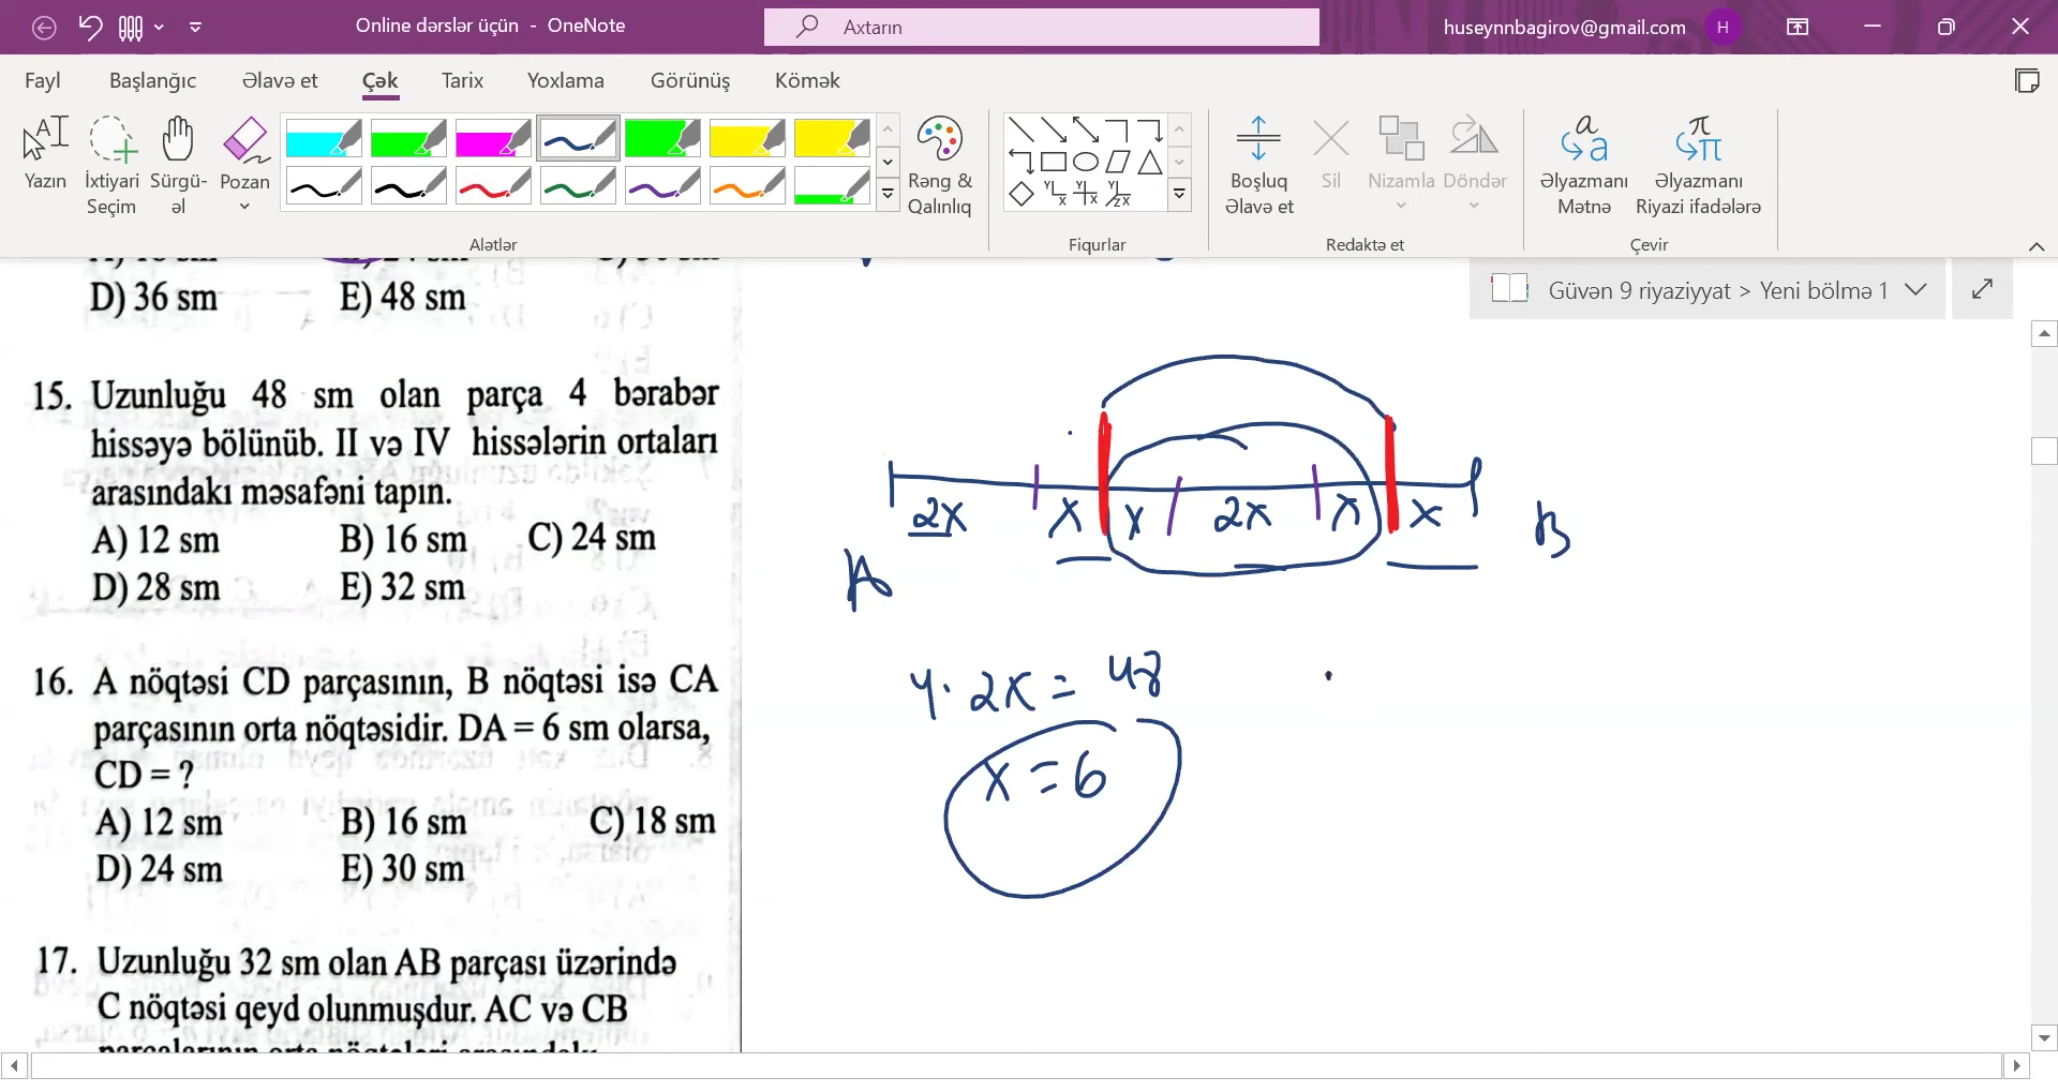 Online dərslər üçün - OneNote
Axtarın
huseynnbagirov@gmail.com
H
Fayl Başlanğıc Əlavə et Çək Tarix Yoxlama Görünüş Kömək
Yazın
İxtiyari Seçim
Sürgü-əl
Pozan
Rəng & Qalınlıq
Boşluq Əlavə et
Sil
Nizamla
Döndər
Əlyazmanı Mətnə
Əlyazmanı Riyazi ifadələrə
Alətlər
Fiqurlar
Redaktə et
Çevir
Güvən 9 riyaziyyat > Yeni bölmə 1
D) 36 sm E) 48 sm
15. Uzunluğu 48 sm olan parça 4 bərabər
hissəyə bölünüb. II və IV hissələrin ortaları
arasındakı məsafəni tapın.
A) 12 sm B) 16 sm C) 24 sm
D) 28 sm E) 32 sm
16. A nöqtəsi CD parçasının, B nöqtəsi isə CA
parçasının orta nöqtəsidir. DA = 6 sm olarsa,
CD = ?
A) 12 sm B) 16 sm C) 18 sm
D) 24 sm E) 30 sm
17. Uzunluğu 32 sm olan AB parçası üzərində
C nöqtəsi qeyd olunmuşdur. AC və CB
2x x x 2x x x
A B
4 · 2x = 48
x = 6